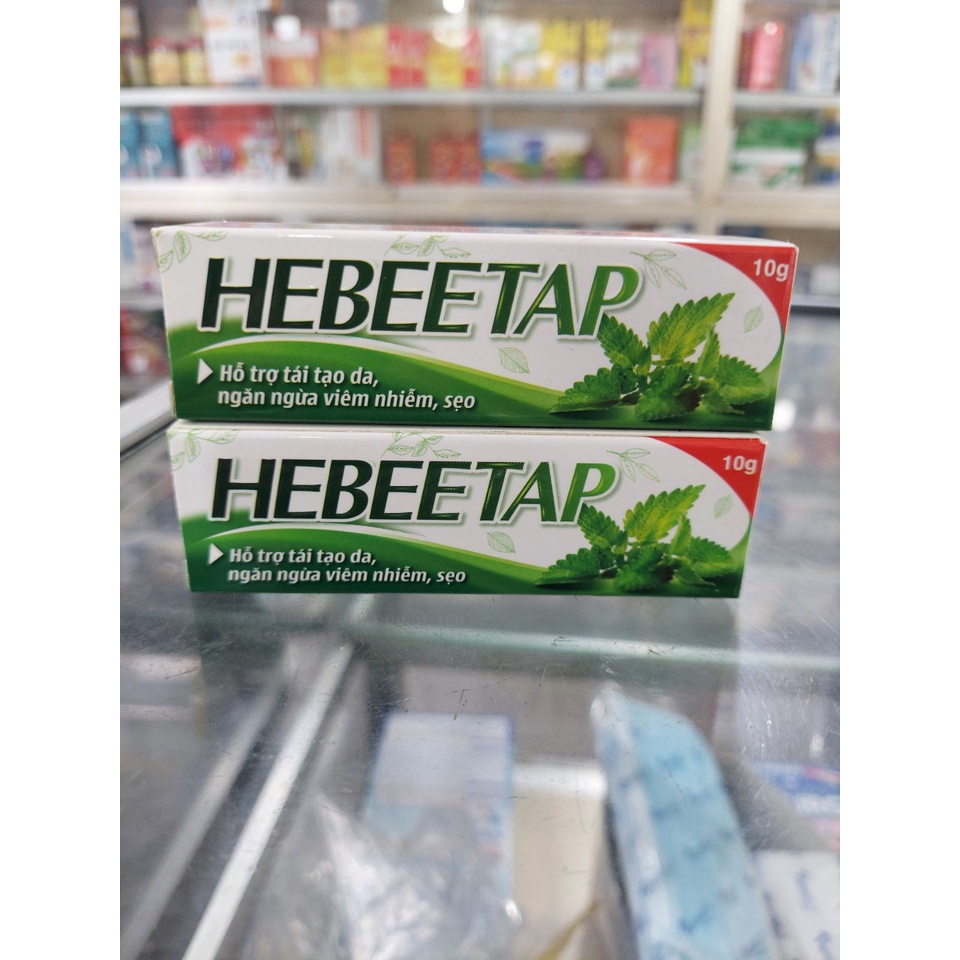 HEBEETAP
10g
Hỗ trợ tái tạo da,
ngăn ngừa viêm nhiễm, sẹo
HEBEETAP
10g
Hỗ trợ tái tạo da,
ngăn ngừa viêm nhiễm, sẹo